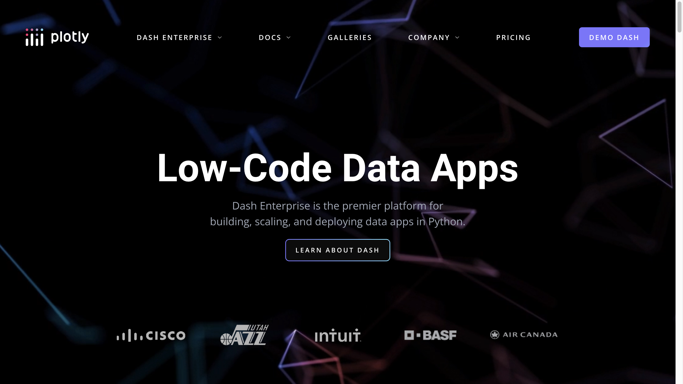 plotly
DASH ENTERPRISE
DOCS
GALLERIES
COMPANY
PRICING
DEMO DASH
Low-Code Data Apps
Dash Enterprise is the premier platform for
building, scaling, and deploying data apps in Python.
LEARN ABOUT DASH
CISCO
UTAH
JAZZ
INTUIT
BASF
AIR CANADA